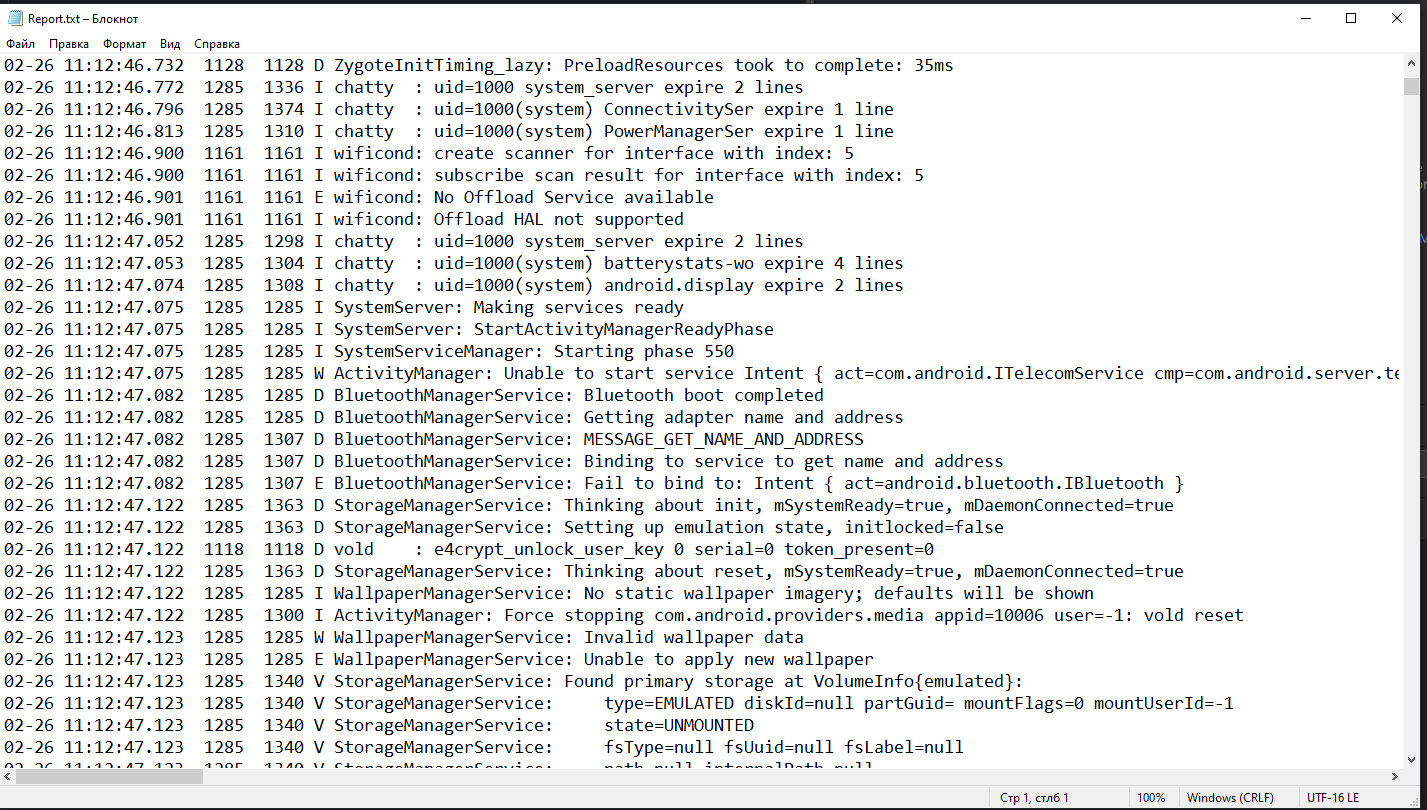 Report.txt – Блокнот
Файл Правка Формат Вид Справка
02-26 11:12:46.732  1128  1128 D ZygoteInitTiming_lazy: PreloadResources took to complete: 35ms
02-26 11:12:46.772  1285  1336 I chatty  : uid=1000 system_server expire 2 lines
02-26 11:12:46.796  1285  1374 I chatty  : uid=1000(system) ConnectivitySer expire 1 line
02-26 11:12:46.813  1285  1310 I chatty  : uid=1000(system) PowerManagerSer expire 1 line
02-26 11:12:46.900  1161  1161 I wificond: create scanner for interface with index: 5
02-26 11:12:46.900  1161  1161 I wificond: subscribe scan result for interface with index: 5
02-26 11:12:46.901  1161  1161 E wificond: No Offload Service available
02-26 11:12:46.901  1161  1161 I wificond: Offload HAL not supported
02-26 11:12:47.052  1285  1298 I chatty  : uid=1000 system_server expire 2 lines
02-26 11:12:47.053  1285  1304 I chatty  : uid=1000(system) batterystats-wo expire 4 lines
02-26 11:12:47.074  1285  1308 I chatty  : uid=1000(system) android.display expire 2 lines
02-26 11:12:47.075  1285  1285 I SystemServer: Making services ready
02-26 11:12:47.075  1285  1285 I SystemServer: StartActivityManagerReadyPhase
02-26 11:12:47.075  1285  1285 I SystemServiceManager: Starting phase 550
02-26 11:12:47.075  1285  1285 W ActivityManager: Unable to start service Intent { act=com.android.ITelecomService cmp=com.android.server.te
02-26 11:12:47.082  1285  1285 D BluetoothManagerService: Bluetooth boot completed
02-26 11:12:47.082  1285  1285 D BluetoothManagerService: Getting adapter name and address
02-26 11:12:47.082  1285  1307 D BluetoothManagerService: MESSAGE_GET_NAME_AND_ADDRESS
02-26 11:12:47.082  1285  1307 D BluetoothManagerService: Binding to service to get name and address
02-26 11:12:47.082  1285  1307 E BluetoothManagerService: Fail to bind to: Intent { act=android.bluetooth.IBluetooth }
02-26 11:12:47.122  1285  1363 D StorageManagerService: Thinking about init, mSystemReady=true, mDaemonConnected=true
02-26 11:12:47.122  1285  1363 D StorageManagerService: Setting up emulation state, initlocked=false
02-26 11:12:47.122  1118  1118 D vold    : e4crypt_unlock_user_key 0 serial=0 token_present=0
02-26 11:12:47.122  1285  1363 D StorageManagerService: Thinking about reset, mSystemReady=true, mDaemonConnected=true
02-26 11:12:47.122  1285  1285 I WallpaperManagerService: No static wallpaper imagery; defaults will be shown
02-26 11:12:47.122  1285  1300 I ActivityManager: Force stopping com.android.providers.media appid=10006 user=-1: vold reset
02-26 11:12:47.123  1285  1285 W WallpaperManagerService: Invalid wallpaper data
02-26 11:12:47.123  1285  1285 E WallpaperManagerService: Unable to apply new wallpaper
02-26 11:12:47.123  1285  1340 V StorageManagerService: Found primary storage at VolumeInfo{emulated}:
02-26 11:12:47.123  1285  1340 V StorageManagerService:     type=EMULATED diskId=null partGuid= mountFlags=0 mountUserId=-1
02-26 11:12:47.123  1285  1340 V StorageManagerService:     state=UNMOUNTED
02-26 11:12:47.123  1285  1340 V StorageManagerService:     fsType=null fsUuid=null fsLabel=null
02-26 11:12:47.123  1285  1340 V StorageManagerService:     path=null internalPath=null
Стр 1, стлб 1 100% Windows (CRLF) UTF-16 LE